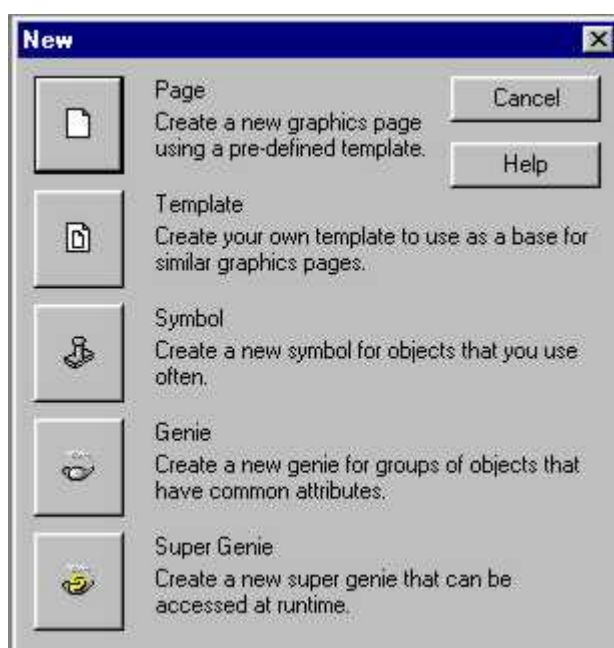 New
Page
Create a new graphics page
using a pre-defined template.
Cancel
Help
Template
Create your own template to use as a base for
similar graphics pages.
Symbol
Create a new symbol for objects that you use
often.
Genie
Create a new genie for groups of objects that
have common attributes.
Super Genie
Create a new super genie that can be
accessed at runtime.